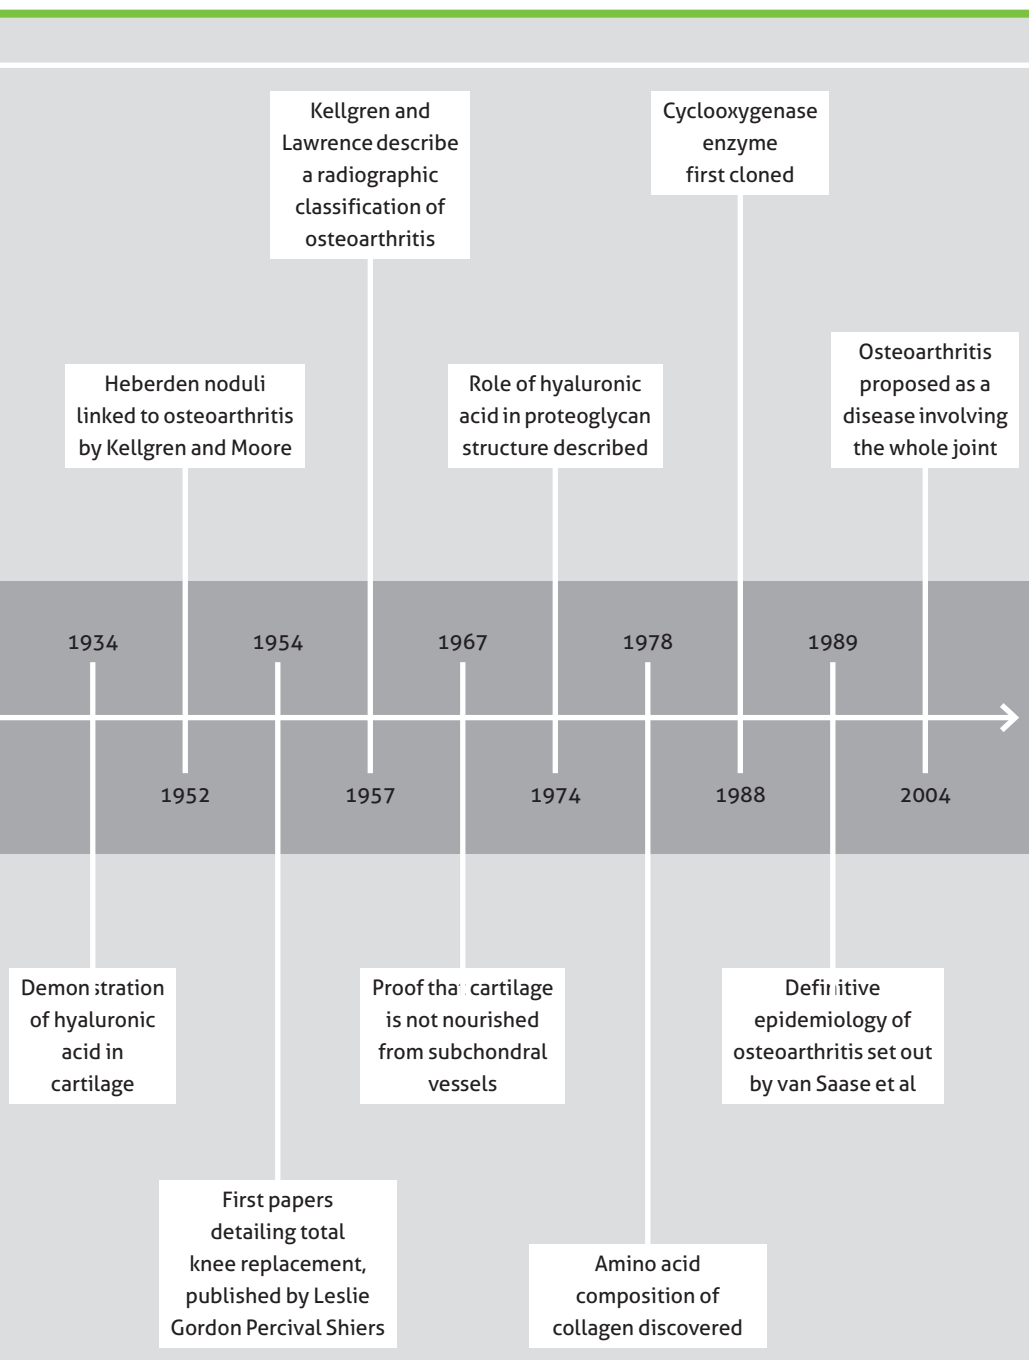 Kellgren and
Lawrence describe
a radiographic
classification of
osteoarthritis
Cyclooxygenase
enzyme
first cloned
Heberden noduli
linked to osteoarthritis
by Kellgren and Moore
Role of hyaluronic
acid in proteoglycan
structure described
Osteoarthritis
proposed as a
disease involving
the whole joint
1934
1954
1967
1978
1989
1952
1957
1974
1988
2004
Demonstration
of hyaluronic
acid in
cartilage
Proof that cartilage
is not nourished
from subchondral
vessels
Definitive
epidemiology of
osteoarthritis set out
by van Saase et al
First papers
detailing total
knee replacement,
published by Leslie
Gordon Percival Shiers
Amino acid
composition of
collagen discovered